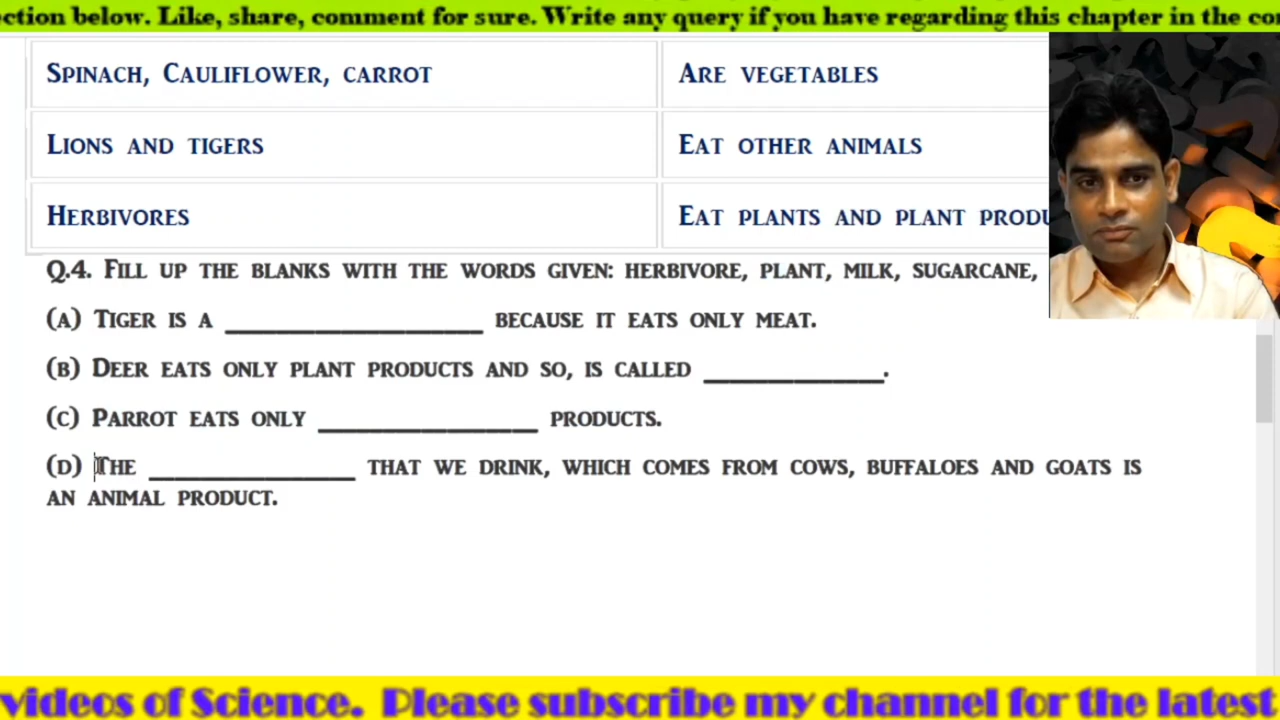 ction below. Like, share, comment for sure. Write any query if you have regarding this chapter in the co
Spinach, Cauliflower, carrot
Are vegetables
Lions and tigers
Eat other animals
Herbivores
Eat plants and plant produ
Q.4. Fill up the blanks with the words given: herbivore, plant, milk, sugarcane,
(a) Tiger is a ____________ because it eats only meat.
(b) Deer eats only plant products and so, is called ____________.
(c) Parrot eats only ____________ products.
(d) The ____________ that we drink, which comes from cows, buffaloes and goats is
an animal product.
videos of Science. Please subscribe my channel for the latest